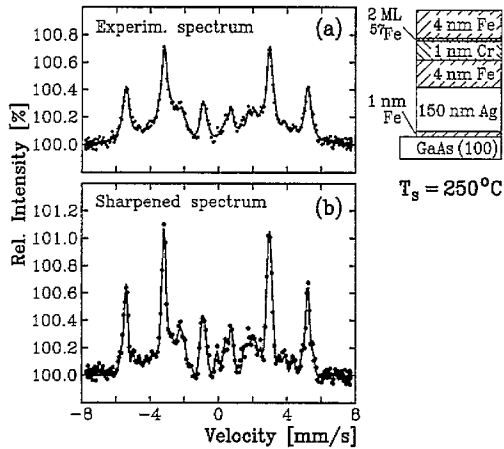 Experim. spectrum (a)
100.8
100.6
100.4
100.2
100.0
Rel. Intensity [%]
Sharpened spectrum (b)
101.2
101.0
100.8
100.6
100.4
100.2
100.0
-8 -4 0 4 8
Velocity [mm/s]
2 ML
⁵⁷Fe
4 nm Fe
1 nm Cr
4 nm Fe
1 nm
Fe
150 nm Ag
GaAs (100)
Tₛ = 250°C